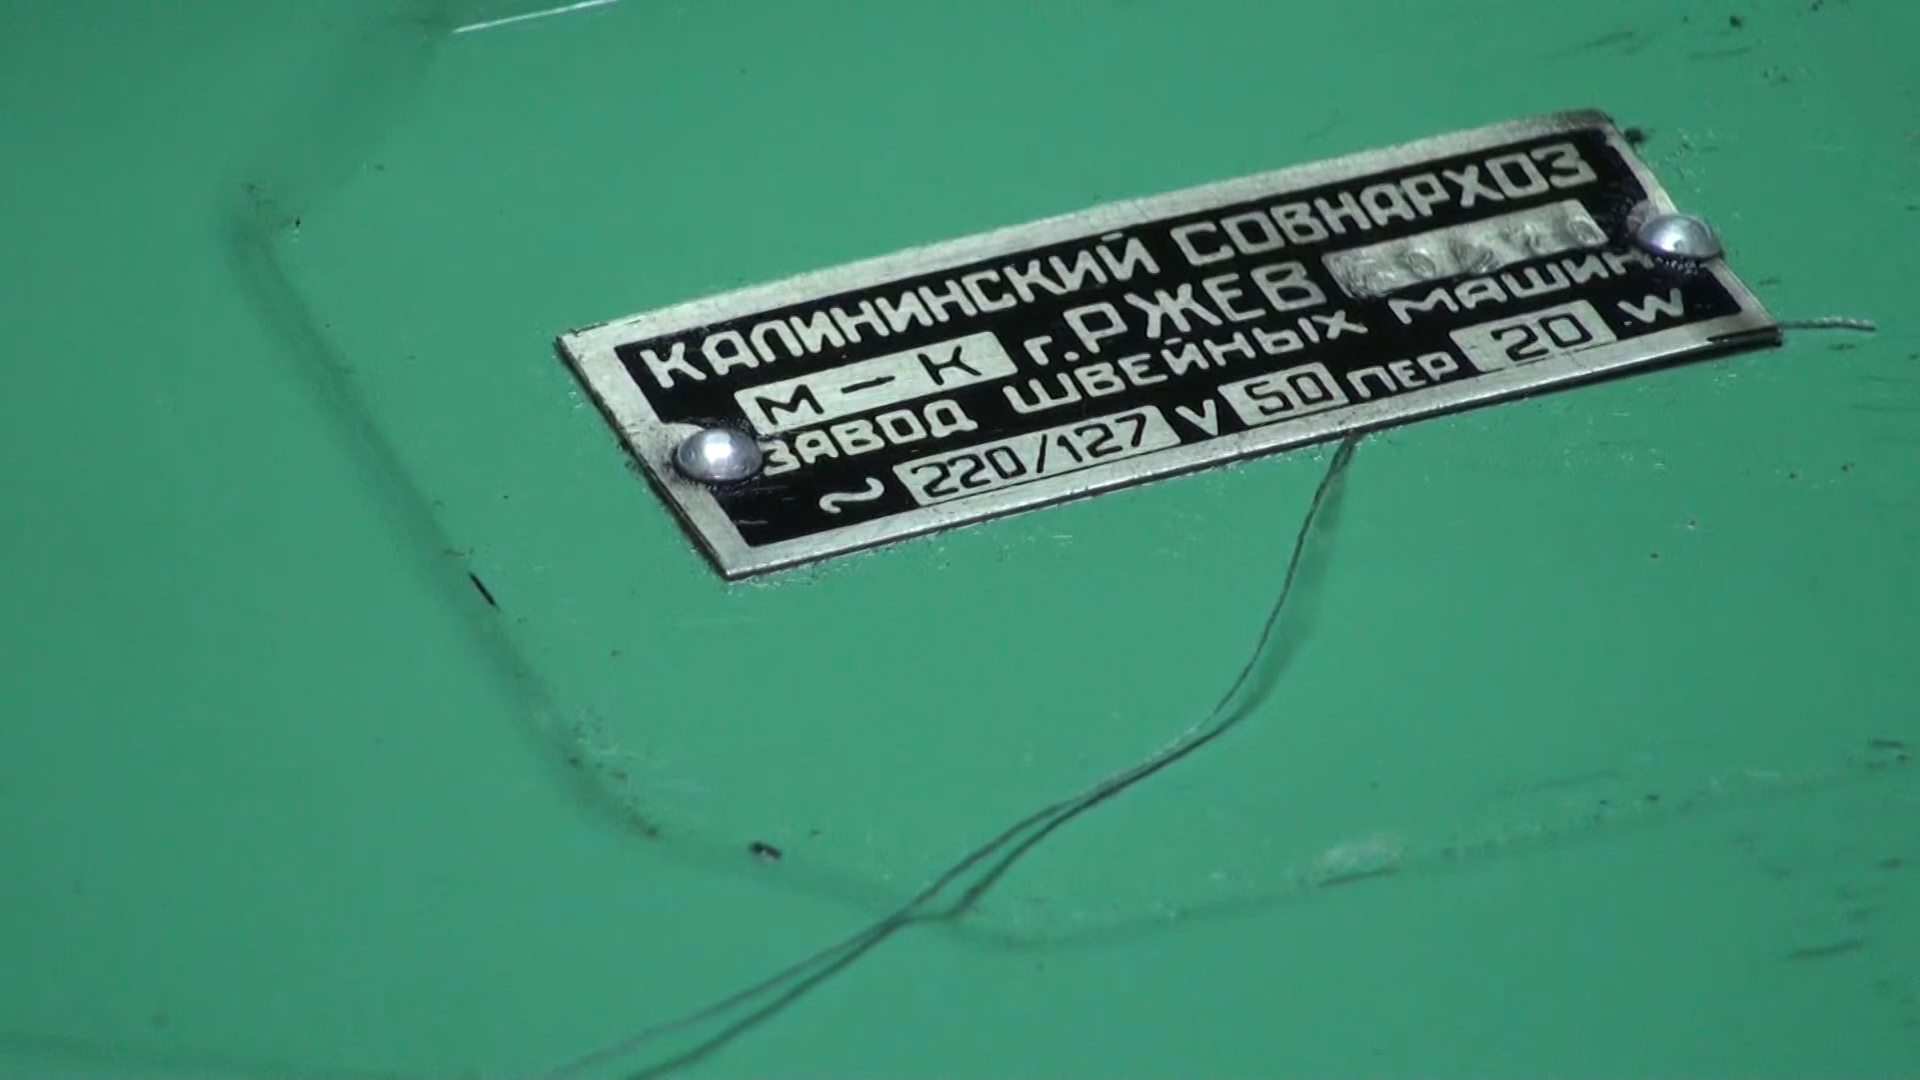 КАЛИНИНСКИЙ СОВНАРХОЗ
М-К г.РЖЕВ
ЗАВОД ШВЕЙНЫХ МАШИН
~ 220/127 V 50 ПЕР 20 W